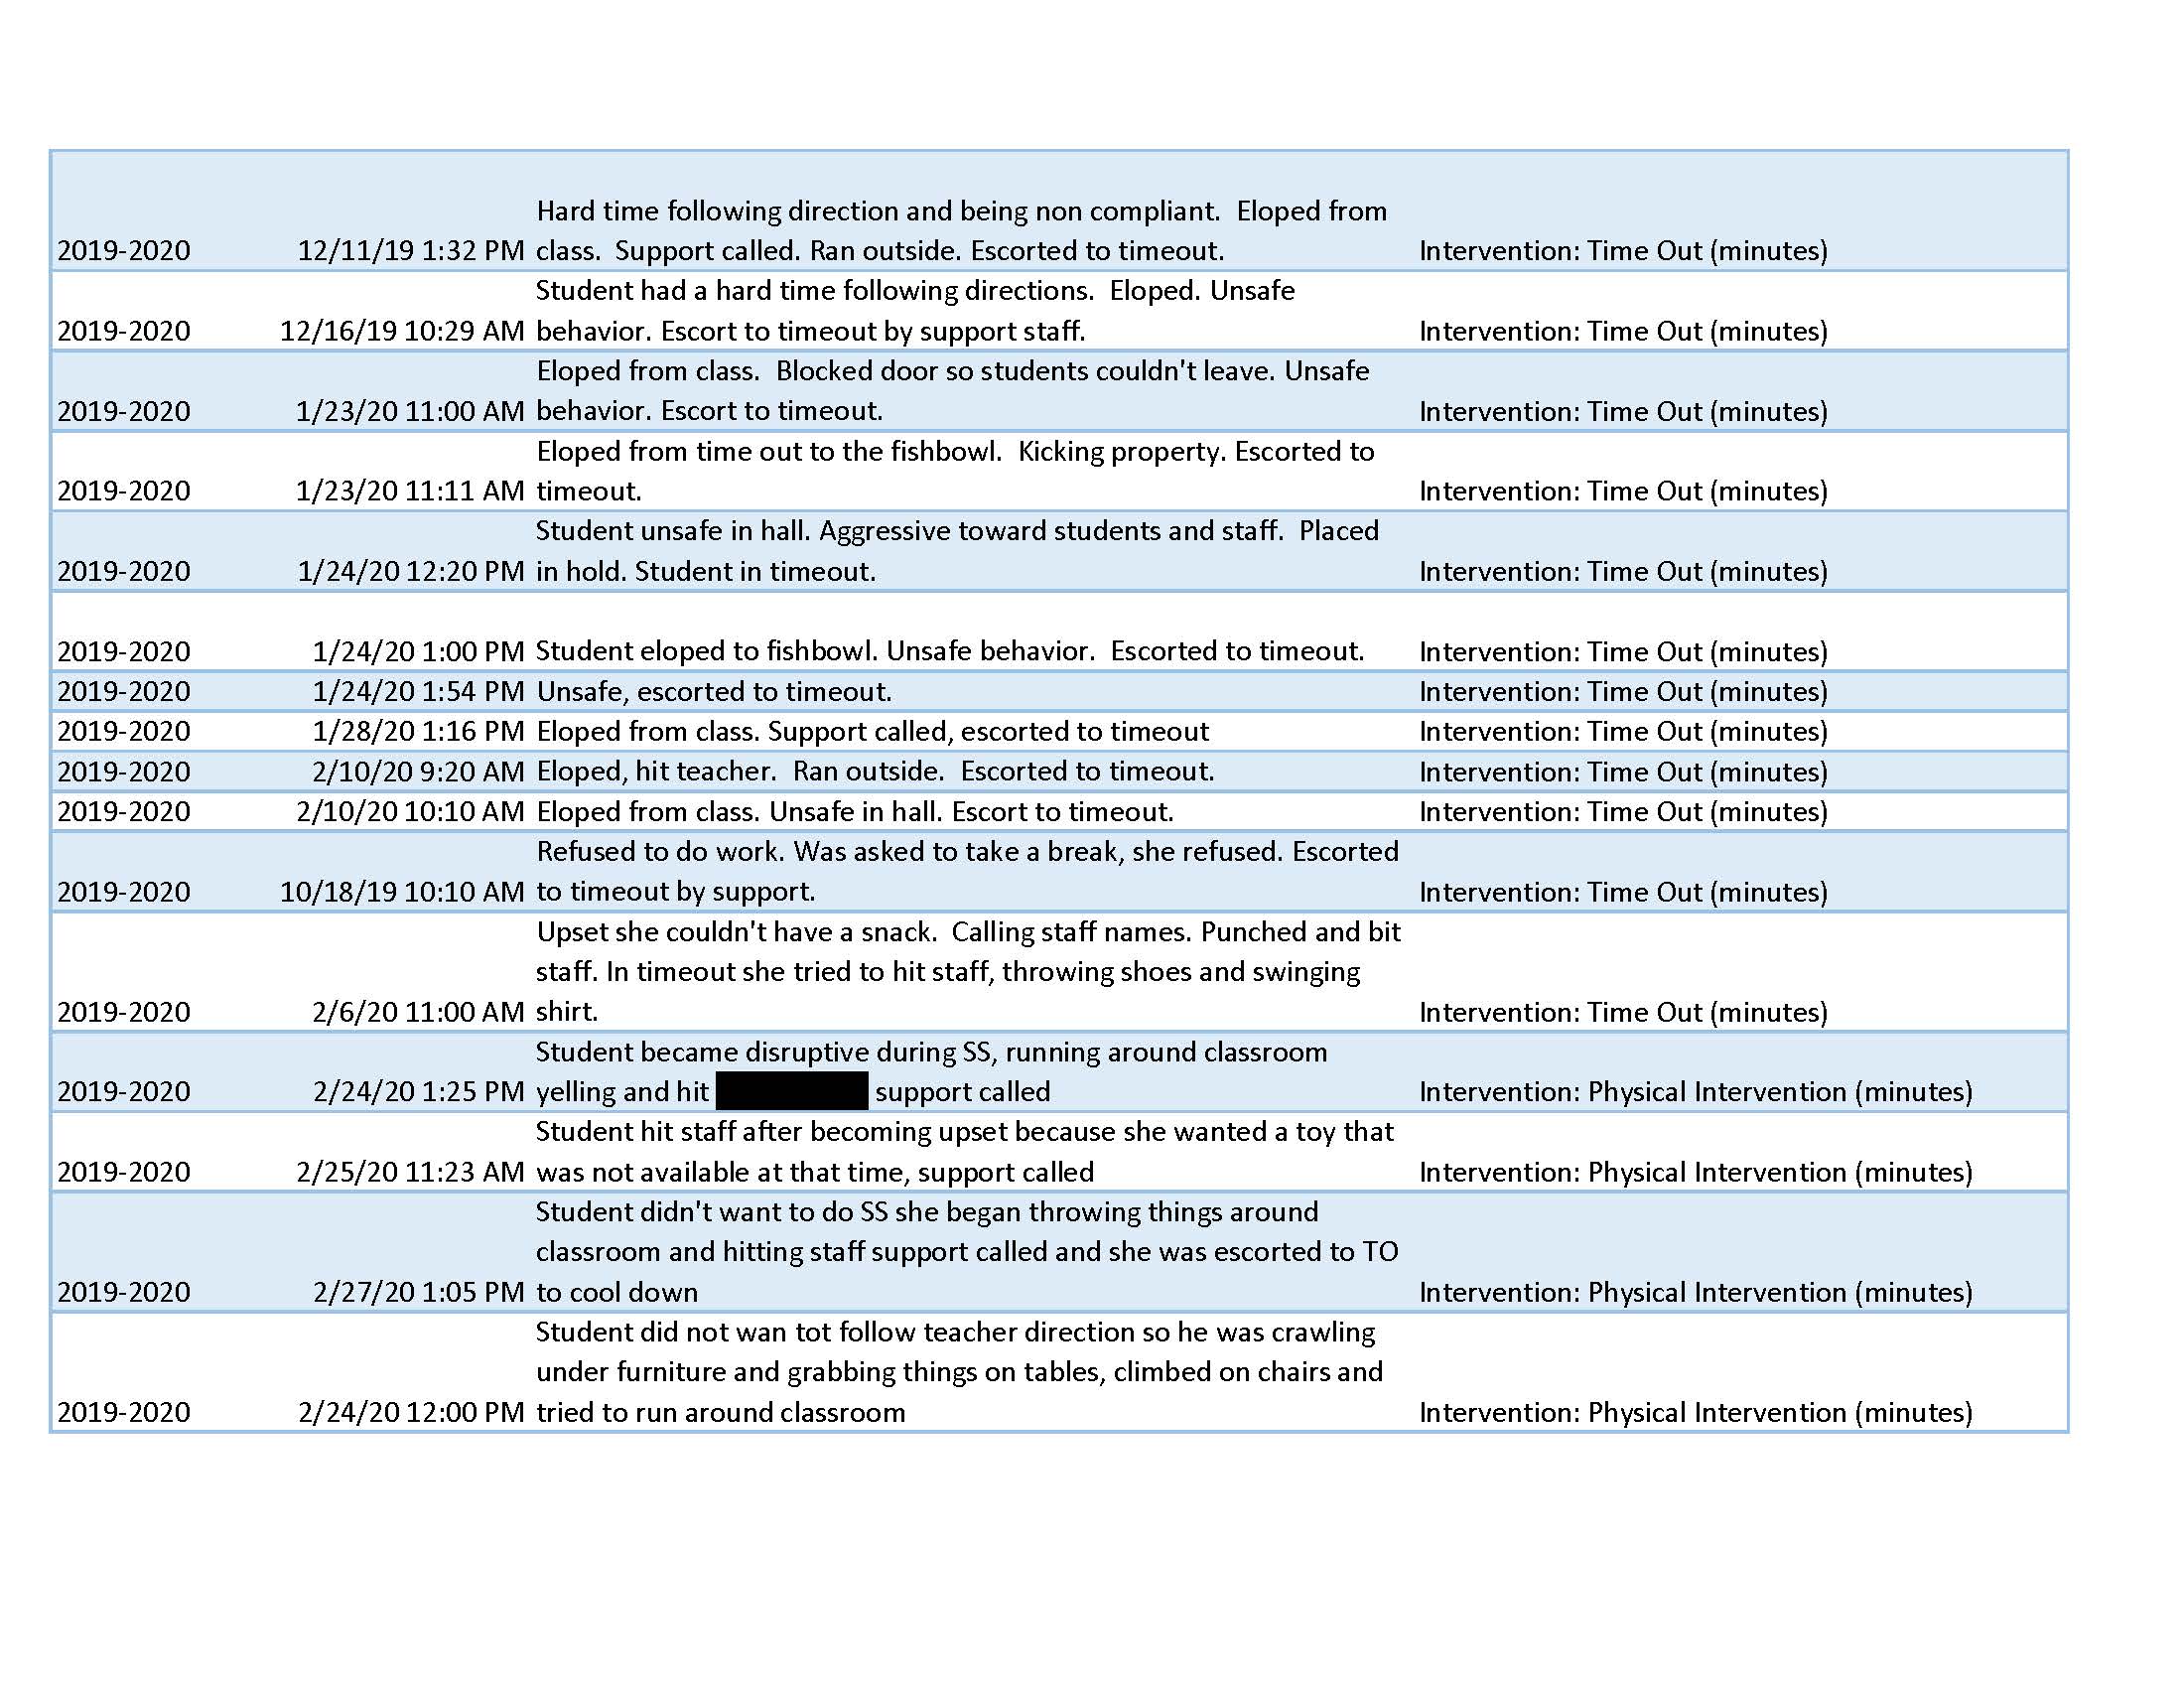 Hard time following direction and being non compliant.  Eloped from
2019-2020 12/11/19 1:32 PM class.  Support called. Ran outside. Escorted to timeout. Intervention: Time Out (minutes)
Student had a hard time following directions.  Eloped. Unsafe
2019-2020 12/16/19 10:29 AM behavior. Escort to timeout by support staff. Intervention: Time Out (minutes)
Eloped from class.  Blocked door so students couldn't leave. Unsafe
2019-2020 1/23/20 11:00 AM behavior. Escort to timeout. Intervention: Time Out (minutes)
Eloped from time out to the fishbowl.  Kicking property. Escorted to
2019-2020 1/23/20 11:11 AM timeout. Intervention: Time Out (minutes)
Student unsafe in hall. Aggressive toward students and staff.  Placed
2019-2020 1/24/20 12:20 PM in hold. Student in timeout. Intervention: Time Out (minutes)
2019-2020 1/24/20 1:00 PM Student eloped to fishbowl. Unsafe behavior.  Escorted to timeout. Intervention: Time Out (minutes)
2019-2020 1/24/20 1:54 PM Unsafe, escorted to timeout. Intervention: Time Out (minutes)
2019-2020 1/28/20 1:16 PM Eloped from class. Support called, escorted to timeout Intervention: Time Out (minutes)
2019-2020 2/10/20 9:20 AM Eloped, hit teacher.  Ran outside.  Escorted to timeout. Intervention: Time Out (minutes)
2019-2020 2/10/20 10:10 AM Eloped from class. Unsafe in hall. Escort to timeout. Intervention: Time Out (minutes)
Refused to do work. Was asked to take a break, she refused. Escorted
2019-2020 10/18/19 10:10 AM to timeout by support. Intervention: Time Out (minutes)
Upset she couldn't have a snack.  Calling staff names. Punched and bit
staff. In timeout she tried to hit staff, throwing shoes and swinging
2019-2020 2/6/20 11:00 AM shirt. Intervention: Time Out (minutes)
Student became disruptive during SS, running around classroom
2019-2020 2/24/20 1:25 PM yelling and hit support called Intervention: Physical Intervention (minutes)
Student hit staff after becoming upset because she wanted a toy that
2019-2020 2/25/20 11:23 AM was not available at that time, support called Intervention: Physical Intervention (minutes)
Student didn't want to do SS she began throwing things around
classroom and hitting staff support called and she was escorted to TO
2019-2020 2/27/20 1:05 PM to cool down Intervention: Physical Intervention (minutes)
Student did not wan tot follow teacher direction so he was crawling
under furniture and grabbing things on tables, climbed on chairs and
2019-2020 2/24/20 12:00 PM tried to run around classroom Intervention: Physical Intervention (minutes)